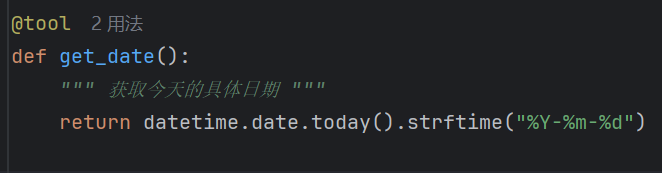 @tool 2 用法
def get_date():
    """ 获取今天的具体日期 """
    return datetime.date.today().strftime("%Y-%m-%d")